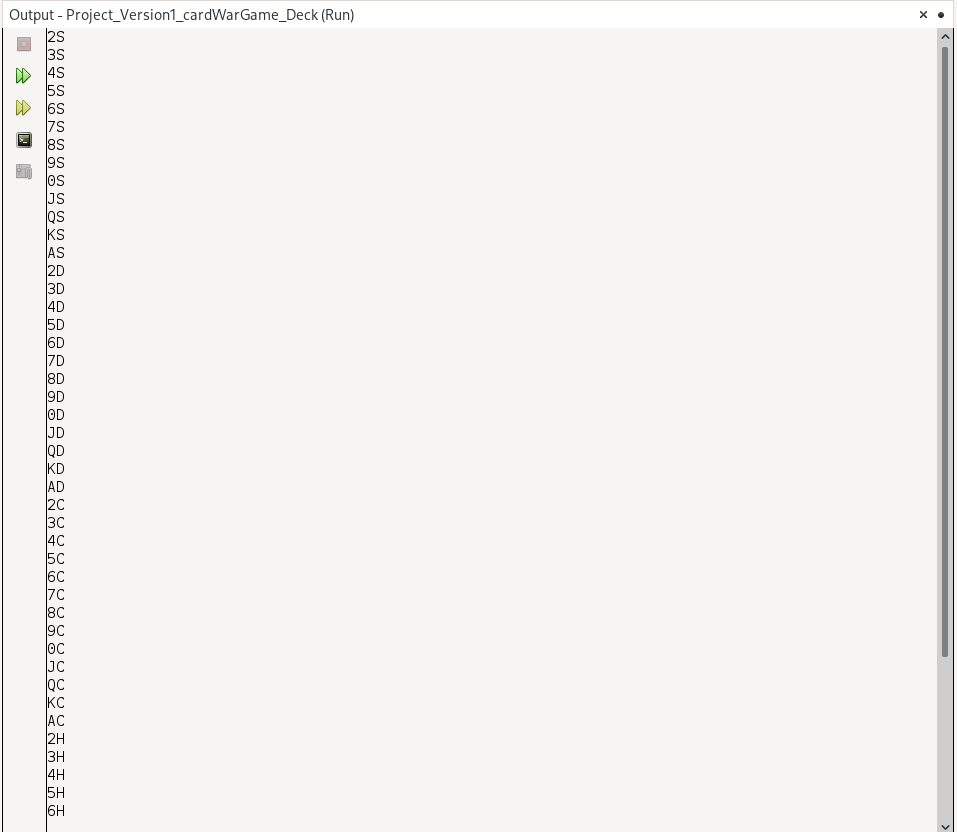 Output - Project_Version1_cardWarGame_Deck (Run)
2S
3S
4S
5S
6S
7S
8S
9S
0S
JS
QS
KS
AS
2D
3D
4D
5D
6D
7D
8D
9D
0D
JD
QD
KD
AD
2C
3C
4C
5C
6C
7C
8C
9C
0C
JC
QC
KC
AC
2H
3H
4H
5H
6H